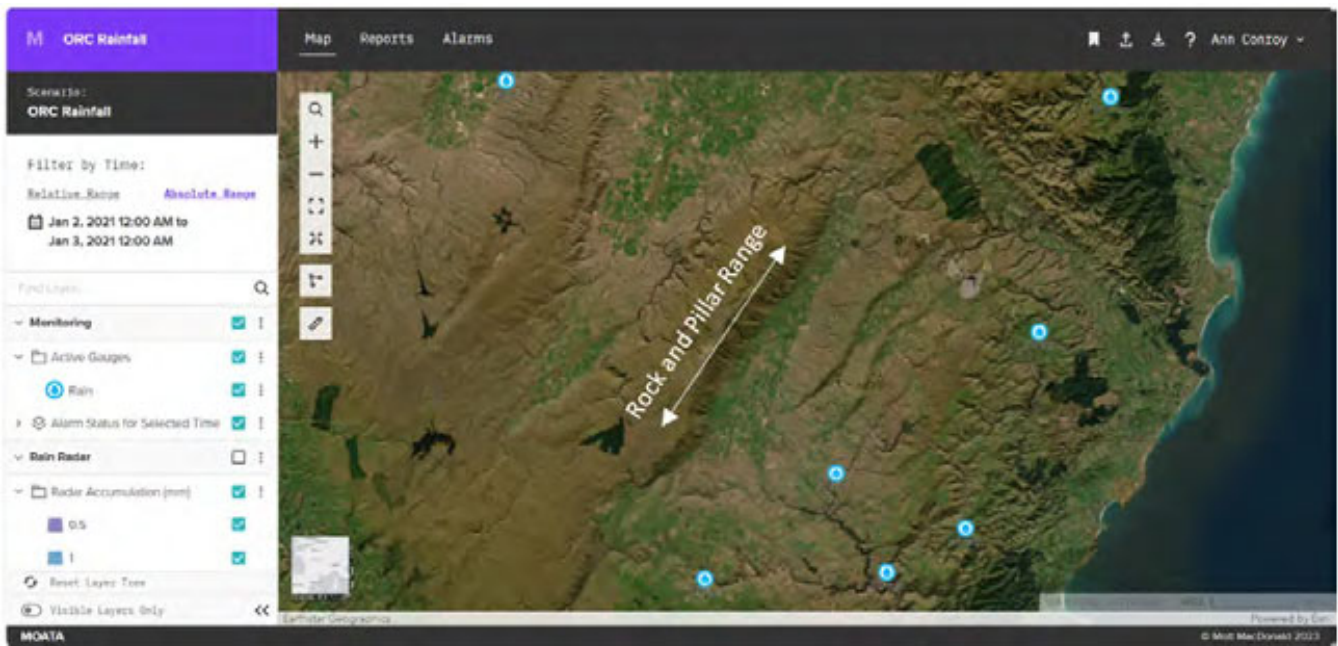 M ORC Rainfall
Map Reports Alarms
? Ann Conroy
Scenario:
ORC Rainfall
Filter by Time:
Relative Range Absolute Range
Jan 2, 2021 12:00 AM to
Jan 3, 2021 12:00 AM
Find Layers
Monitoring
Active Gauges
Rain
Alarm Status for Selected Time
Rain Radar
Radar Accumulation (mm)
0.5
1
Reset Layer Tree
Visible Layers Only
Rock and Pillar Range
Earthstar Geographics
Powered by Esri
MOATA
© Mott MacDonald 2023